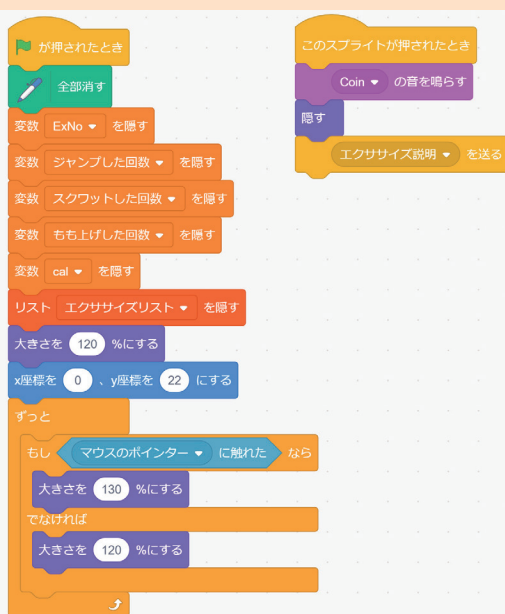 が押されたとき
全部消す
変数 ExNo を隠す
変数 ジャンプした回数 を隠す
変数 スクワットした回数 を隠す
変数 もも上げした回数 を隠す
変数 cal を隠す
リスト エクササイズリスト を隠す
大きさを 120 %にする
x座標を 0 、y座標を 22 にする
ずっと
もし マウスのポインター に触れた なら
大きさを 130 %にする
でなければ
大きさを 120 %にする
このスプライトが押されたとき
Coin の音を鳴らす
隠す
エクササイズ説明 を送る